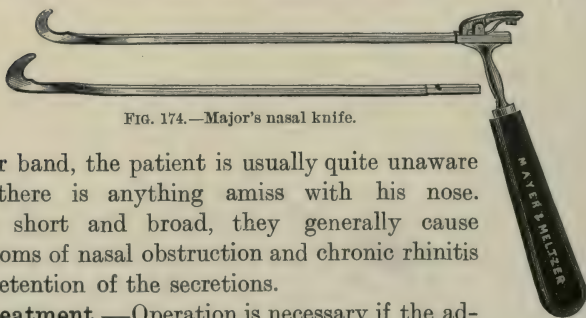 FIG. 174.—Major's nasal knife.
MAYER & MELTZER
r band, the patient is usually quite unaware
there is anything amiss with his nose.
short and broad, they generally cause
oms of nasal obstruction and chronic rhinitis
etention of the secretions.
eatment.—Operation is necessary if the ad-